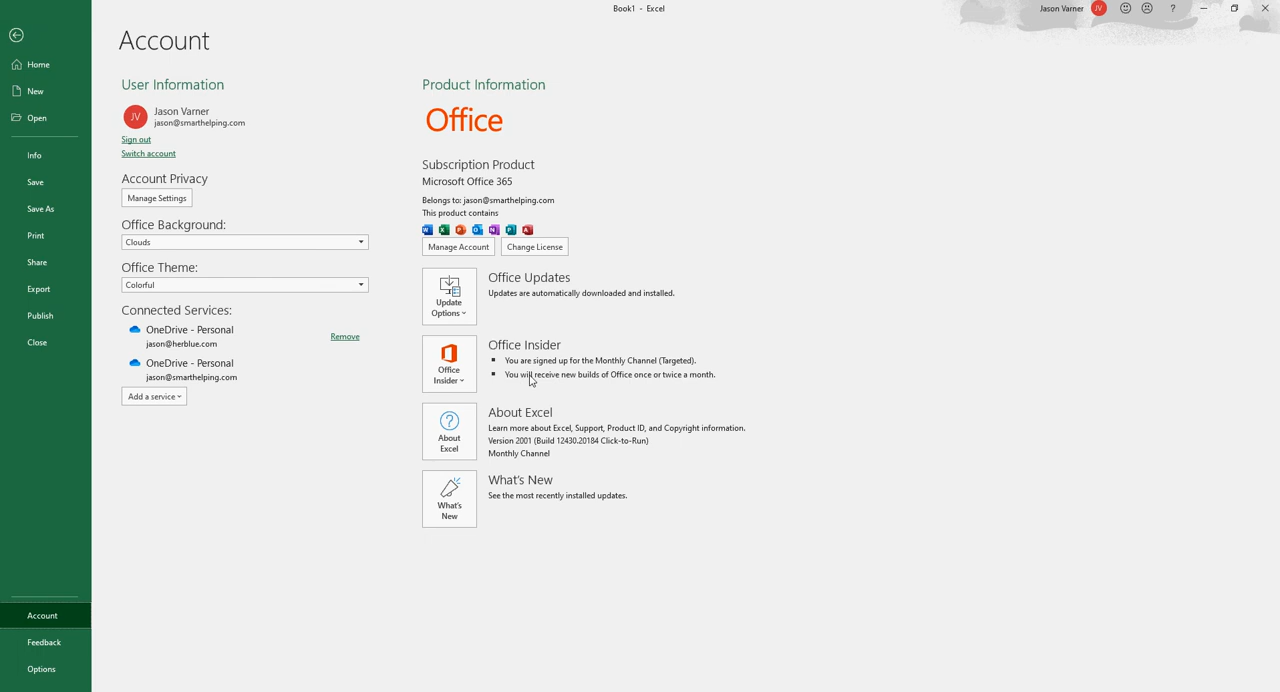 Book1 - Excel
Jason Varner JV ?
Account
Home
New
Open
Info
Save
Save As
Print
Share
Export
Publish
Close
Account
Feedback
Options
User Information
JV
Jason Varner
jason@smarthelping.com
Sign out
Switch account
Account Privacy
Manage Settings
Office Background:
Clouds
Office Theme:
Colorful
Connected Services:
OneDrive - Personal
jason@herblue.com
Remove
OneDrive - Personal
jason@smarthelping.com
Add a service
Product Information
Office
Subscription Product
Microsoft Office 365
Belongs to: jason@smarthelping.com
This product contains
W X P O N P A
Manage Account
Change License
Update
Options
Office Updates
Updates are automatically downloaded and installed.
Office
Insider
Office Insider
You are signed up for the Monthly Channel (Targeted).
You will receive new builds of Office once or twice a month.
?
About
Excel
About Excel
Learn more about Excel, Support, Product ID, and Copyright information.
Version 2001 (Build 12430.20184 Click-to-Run)
Monthly Channel
What's
New
What's New
See the most recently installed updates.